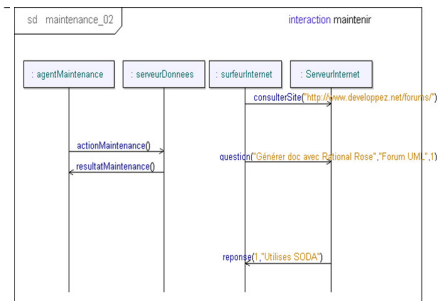 sd maintenance_02
interaction maintenir
: agentMaintenance
: serveurDonnees
: surfeurInternet
: ServeurInternet
consulterSite("http://www.developpez.net/forums/")
actionMaintenance()
question("Générer doc avec Rational Rose","Forum UML",1)
resultatMaintenance()
reponse(1,"Utilises SODA")